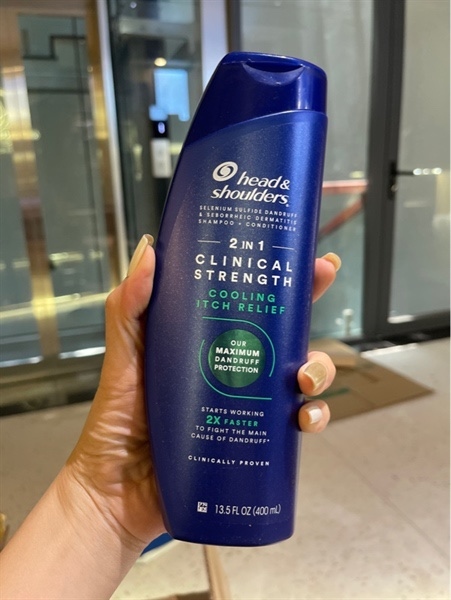 head &
shoulders
SELENIUM SULFIDE DANDRUFF
& SEBORRHEIC DERMATITIS
SHAMPOO + CONDITIONER
2 IN 1
CLINICAL
STRENGTH
COOLING
ITCH RELIEF
OUR
MAXIMUM
DANDRUFF
PROTECTION
STARTS WORKING
2X FASTER
TO FIGHT THE MAIN
CAUSE OF DANDRUFF*
CLINICALLY PROVEN
13.5 FL OZ (400 mL)